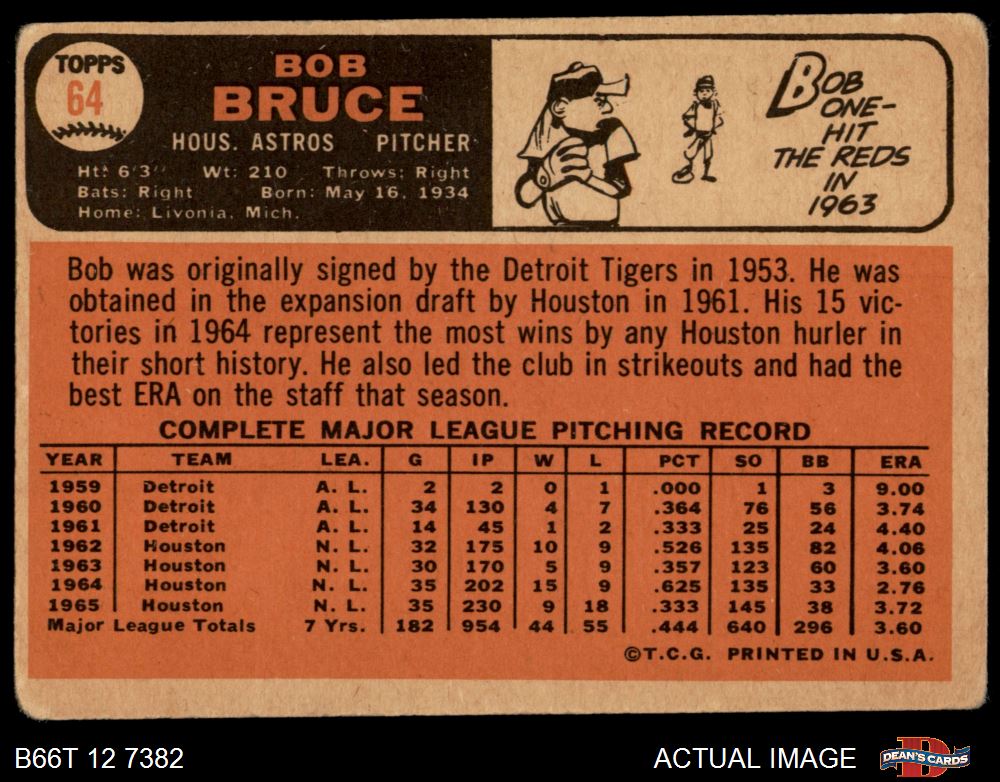 TOPPS
64
BOB
BRUCE
HOUS. ASTROS PITCHER
Ht: 6'3" Wt: 210 Throws: Right
Bats: Right Born: May 16, 1934
Home: Livonia, Mich.
BOB
ONE-
HIT
THE REDS
IN
1963
Bob was originally signed by the Detroit Tigers in 1953. He was
obtained in the expansion draft by Houston in 1961. His 15 vic-
tories in 1964 represent the most wins by any Houston hurler in
their short history. He also led the club in strikeouts and had the
best ERA on the staff that season.
COMPLETE MAJOR LEAGUE PITCHING RECORD
YEAR TEAM LEA. G IP W L PCT SO BB ERA
1959 Detroit A. L. 2 2 0 1 .000 1 3 9.00
1960 Detroit A. L. 34 130 4 7 .364 76 56 3.74
1961 Detroit A. L. 14 45 1 2 .333 25 24 4.40
1962 Houston N. L. 32 175 10 9 .526 135 82 4.06
1963 Houston N. L. 30 170 5 9 .357 123 60 3.60
1964 Houston N. L. 35 202 15 9 .625 135 33 2.76
1965 Houston N. L. 35 230 9 18 .333 145 38 3.72
Major League Totals 7 Yrs. 182 954 44 55 .444 640 296 3.60
©T.C.G. PRINTED IN U.S.A.
B66T 12 7382 ACTUAL IMAGE DEAN'S CARDS